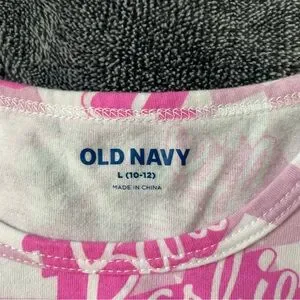 OLD NAVY
L (10-12)
MADE IN CHINA